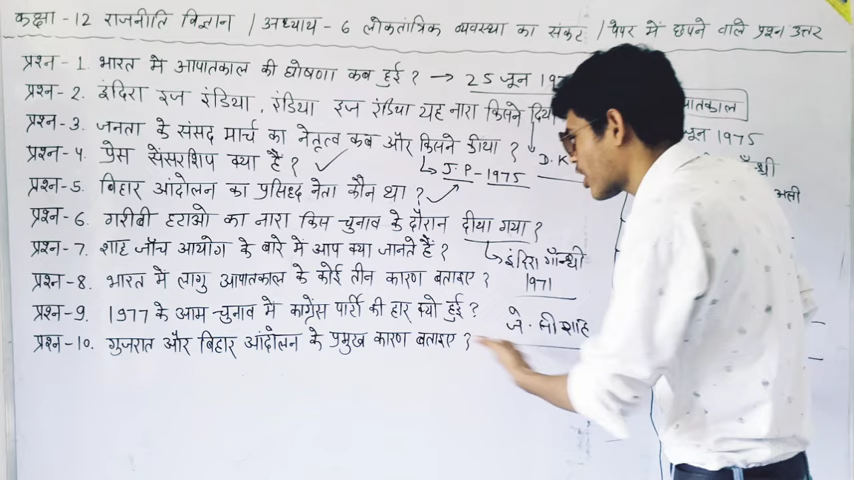 कक्षा-12 राजनीति विज्ञान / अध्याय-6 लोकतांत्रिक व्यवस्था का संकट / पेपर में छपने वाले प्रश्न उत्तर
प्रश्न-1. भारत में आपातकाल की घोषणा कब हुई? → 25 जून
प्रश्न-2. इंदिरा इज इंडिया, इंडिया इज इंडिया यह नारा किसने दिया
D.K
प्रश्न-3. जनता के संसद मार्च का नेतृत्व कब और किसने कीया?
J.P-1975
प्रश्न-4. प्रेस सेंसरशिप क्या है?
प्रश्न-5. बिहार आंदोलन का प्रसिध्द नेता कौन था?
प्रश्न-6. गरीबी हटाओ का नारा किस चुनाव के दौरान दीया गया?
इंदिरा गाँन्धी
1971
प्रश्न-7. शाह जाँच आयोग के बारे मे आप क्या जानते हैं?
प्रश्न-8. भारत में लागु आपातकाल के कोई तीन कारण बताइए?
प्रश्न-9. 1977 के आम चुनाव मे कांग्रेस पार्टी की हार क्यो हुई?
जे.सी शाह
प्रश्न-10. गुजरात और बिहार आंदोलन के प्रमुख कारण बताइए?
पातकाल
जून 1975